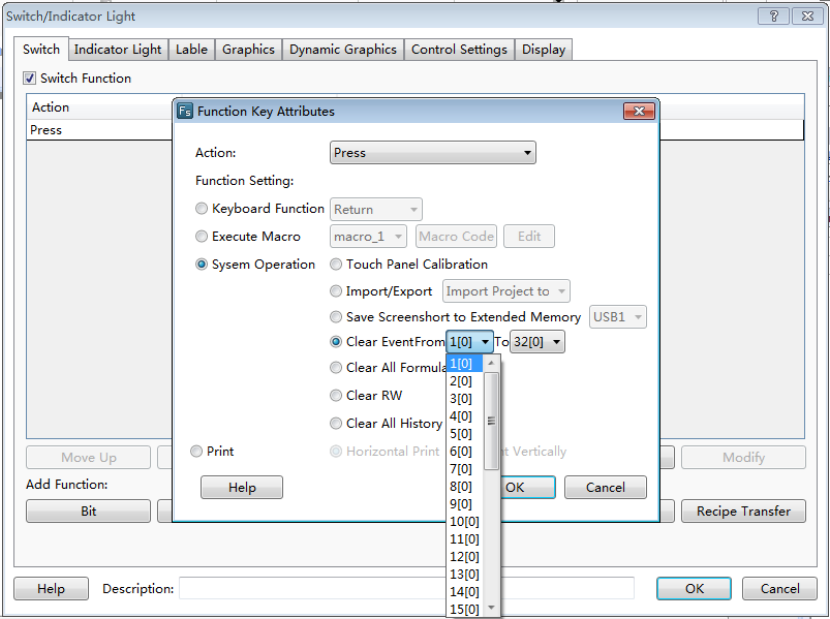 Switch/Indicator Light
Switch Indicator Light Lable Graphics Dynamic Graphics Control Settings Display
Switch Function
Action
Press
Fs Function Key Attributes
Action: Press
Function Setting:
Keyboard Function Return
Execute Macro macro_1 Macro Code Edit
Sysem Operation Touch Panel Calibration
Import/Export Import Project to
Save Screenshort to Extended Memory USB1
Clear EventFrom 1[0] To 32[0]
1[0]
2[0]
3[0]
4[0]
5[0]
6[0]
7[0]
8[0]
9[0]
10[0]
11[0]
12[0]
13[0]
14[0]
15[0]
Clear All Formula
Clear RW
Clear All History
Print Horizontal Print Vertically
Help OK Cancel
Move Up Modify
Add Function:
Bit Recipe Transfer
Help Description: OK Cancel